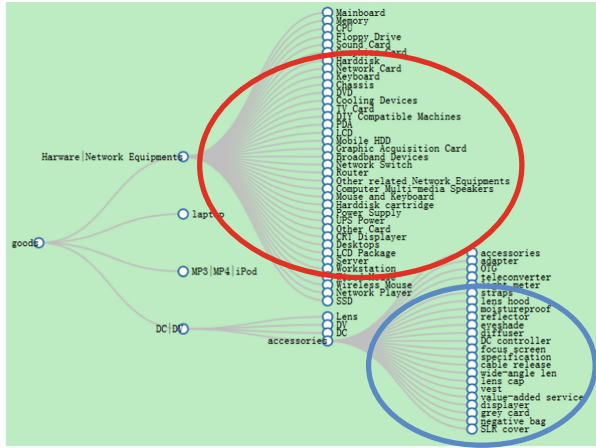 goods
Harware|Network Equipments
laptop
MP3|MP4|iPod
DC|DV
Mainboard
Memory
CPU
Floppy Drive
Sound Card
Card
Harddisk
Network Card
Keyboard
Chassis
DVD
Cooling Devices
TV Card
DIY Compatible Machines
PDA
LCD
Mobile HDD
Graphic Acquisition Card
Broadband Devices
Network Switch
Router
Other related Network Equipments
Computer Multi-media Speakers
Mouse and Keyboard
Harddisk cartridge
Power Supply
UPS Power
Other Card
CRT Displayer
Desktops
LCD Package
Server
Workstation
Wireless Mouse
Network Player
SSD
Lens
DV
DC
accessories
accessories
adapter
OTG
teleconverter
meter
straps
lens hood
moistureproof
reflector
eyeshade
diffuser
DC controller
focus screen
specification
cable release
wide-angle len
lens cap
vest
value-added service
displayer
grey card
negative bag
SLR cover